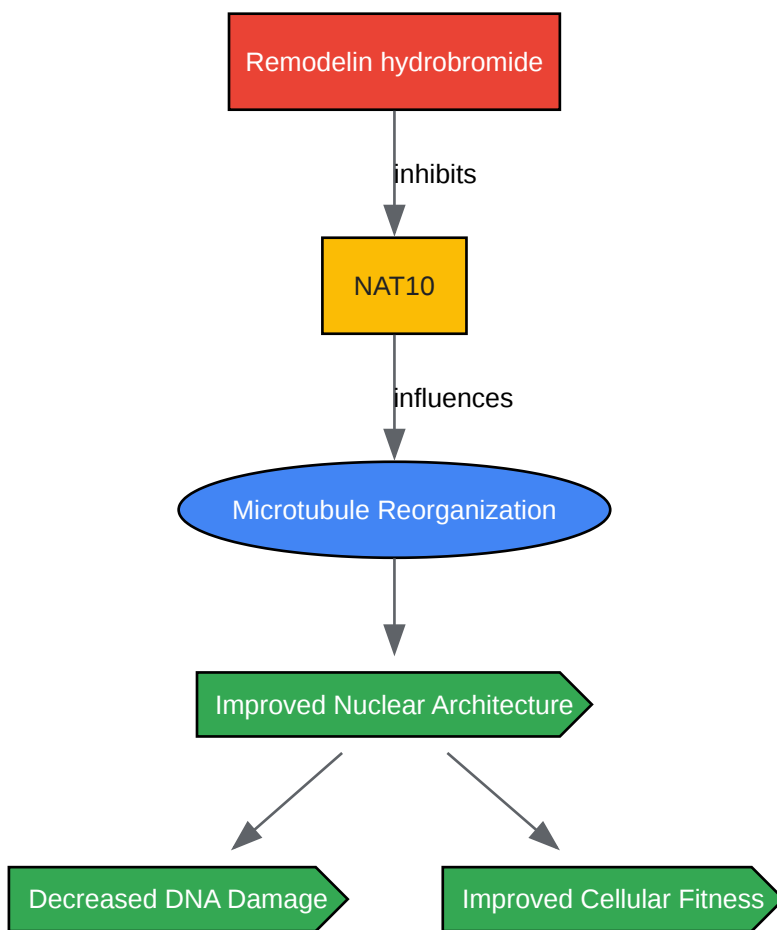 Remodelin hydrobromide
inhibits
NAT10
influences
Microtubule Reorganization
Improved Nuclear Architecture
Decreased DNA Damage
Improved Cellular Fitness